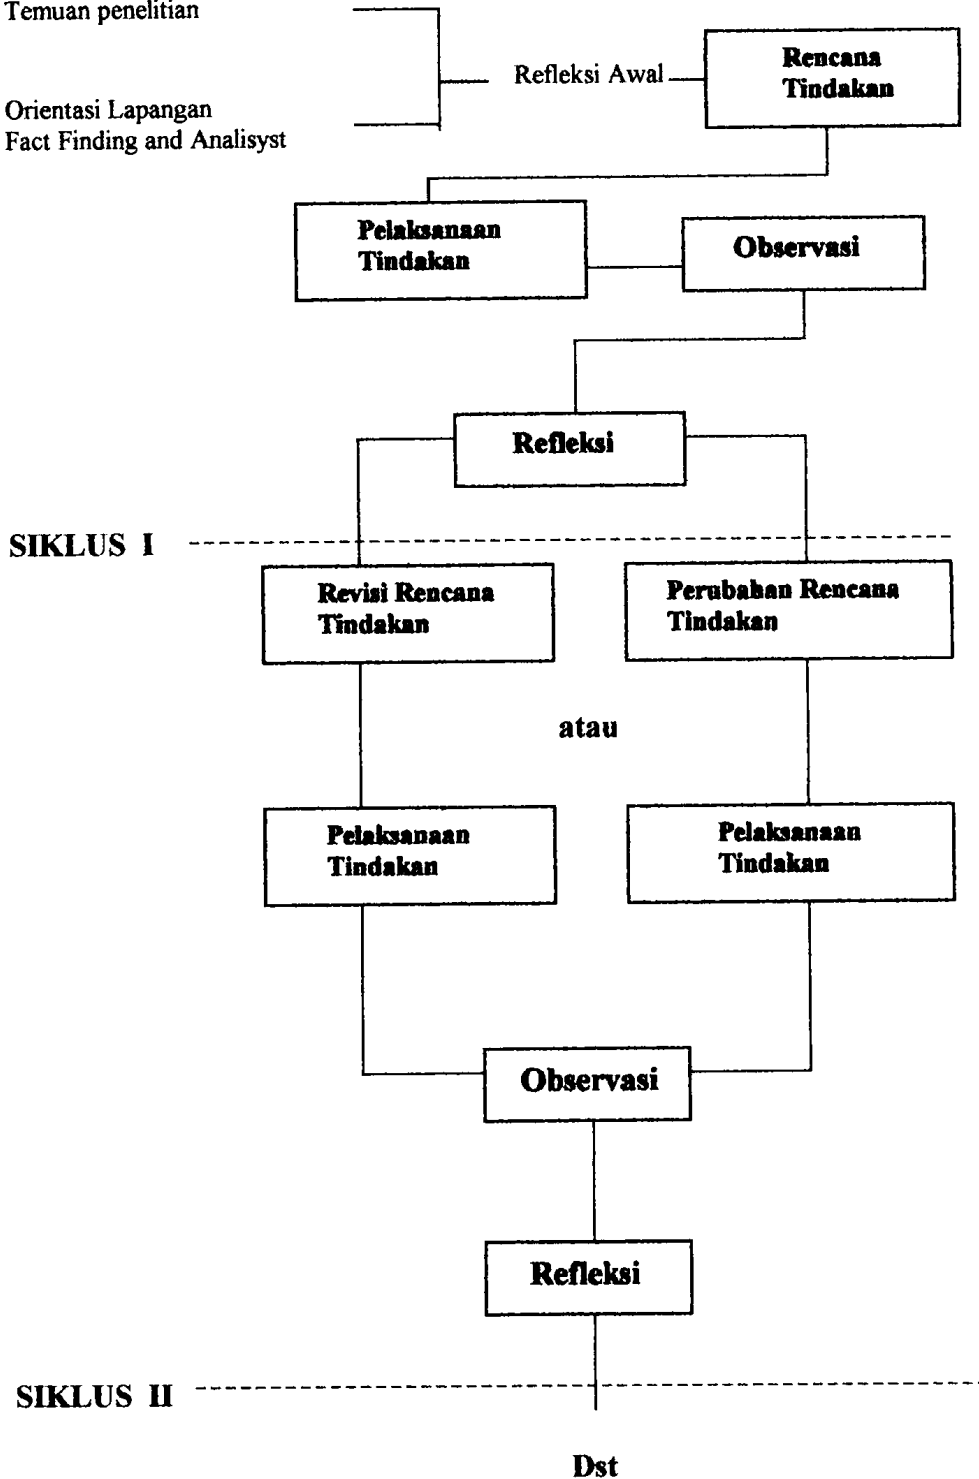 Temuan penelitian
Refleksi Awal
Rencana
Tindakan
Orientasi Lapangan
Fact Finding and Analisyst
Pelaksanaan
Tindakan
Observasi
Refleksi
SIKLUS I
Revisi Rencana
Tindakan
Perubahan Rencana
Tindakan
atau
Pelaksanaan
Tindakan
Pelaksanaan
Tindakan
Observasi
Refleksi
SIKLUS II
Dst